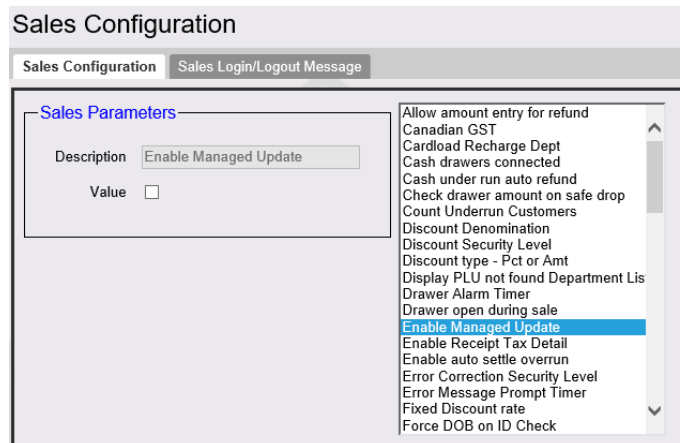 Sales Configuration
Sales Configuration
Sales Login/Logout Message
Sales Parameters
Description
Enable Managed Update
Value
Allow amount entry for refund
Canadian GST
Cardload Recharge Dept
Cash drawers connected
Cash under run auto refund
Check drawer amount on safe drop
Count Underrun Customers
Discount Denomination
Discount Security Level
Discount type - Pct or Amt
Display PLU not found Department Lis
Drawer Alarm Timer
Drawer open during sale
Enable Managed Update
Enable Receipt Tax Detail
Enable auto settle overrun
Error Correction Security Level
Error Message Prompt Timer
Fixed Discount rate
Force DOB on ID Check